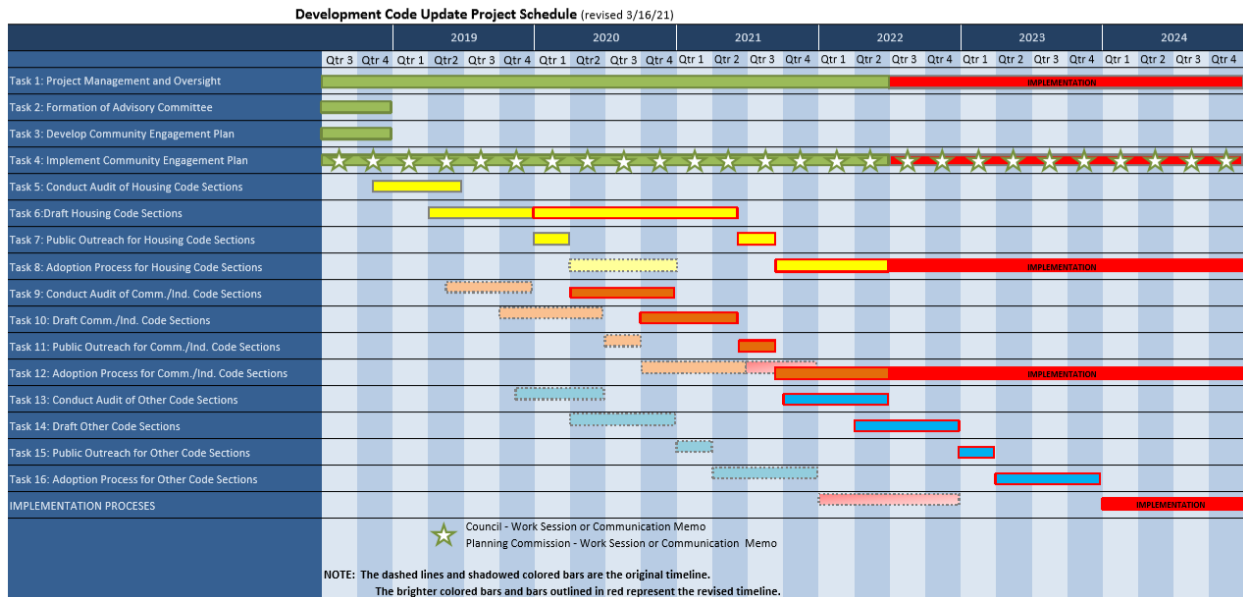 Development Code Update Project Schedule (revised 3/16/21)
2019 2020 2021 2022 2023 2024
Qtr 3 Qtr 4 Qtr 1 Qtr2 Qtr 3 Qtr 4 Qtr 1 Qtr2 Qtr 3 Qtr 4 Qtr 1 Qtr 2 Qtr 3 Qtr 4 Qtr 1 Qtr 2 Qtr 3 Qtr 4 Qtr 1 Qtr 2 Qtr 3 Qtr 4 Qtr 1 Qtr 2 Qtr 3 Qtr 4
Task 1: Project Management and Oversight IMPLEMENTATION
Task 2: Formation of Advisory Committee
Task 3: Develop Community Engagement Plan
Task 4: Implement Community Engagement Plan
Task 5: Conduct Audit of Housing Code Sections
Task 6:Draft Housing Code Sections
Task 7: Public Outreach for Housing Code Sections
Task 8: Adoption Process for Housing Code Sections IMPLEMENTATION
Task 9: Conduct Audit of Comm./Ind. Code Sections
Task 10: Draft Comm./Ind. Code Sections
Task 11: Public Outreach for Comm./Ind. Code Sections
Task 12: Adoption Process for Comm./Ind. Code Sections IMPLEMENTATION
Task 13: Conduct Audit of Other Code Sections
Task 14: Draft Other Code Sections
Task 15: Public Outreach for Other Code Sections
Task 16: Adoption Process for Other Code Sections
IMPLEMENTATION PROCESES IMPLEMENTATION
Council - Work Session or Communication Memo
Planning Commission - Work Session or Communication Memo
NOTE: The dashed lines and shadowed colored bars are the original timeline.
The brighter colored bars and bars outlined in red represent the revised timeline.